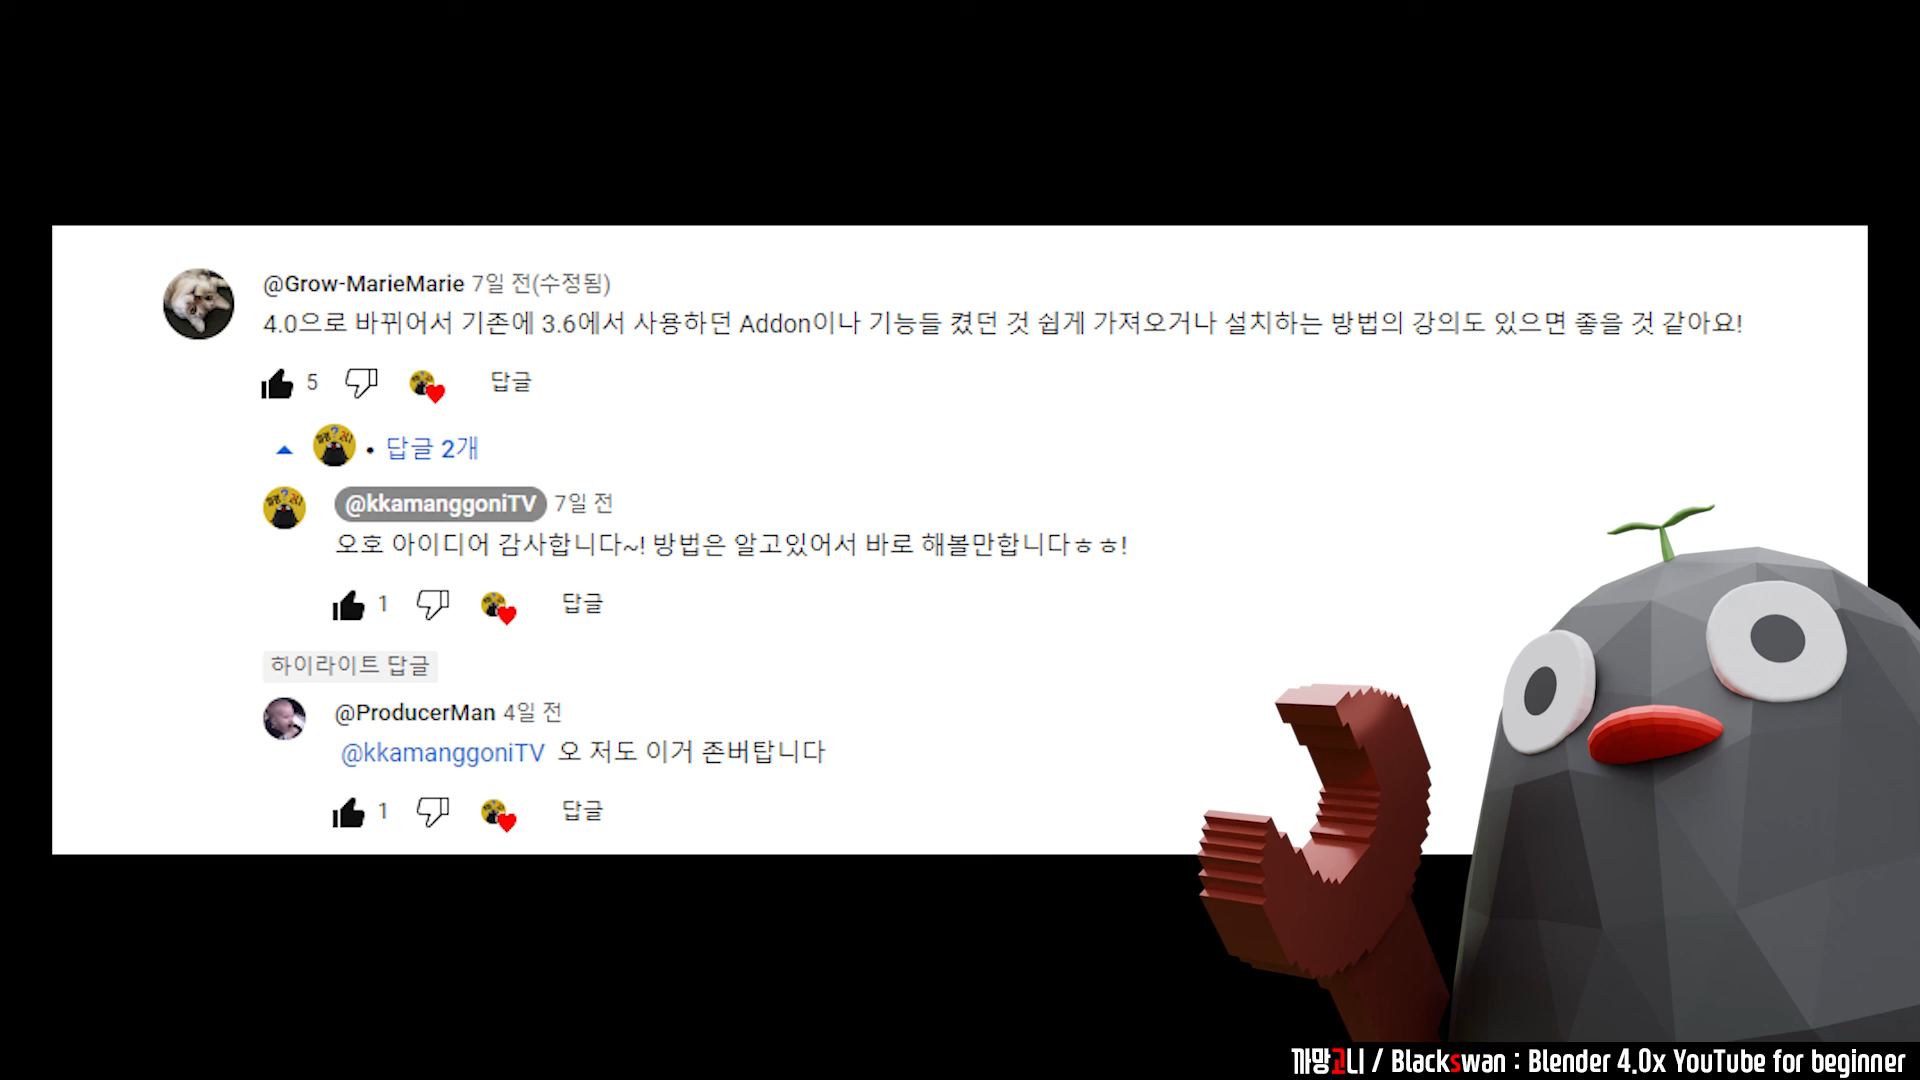 @Grow-MarieMarie 7일 전(수정됨)
4.0으로 바뀌어서 기존에 3.6에서 사용하던 Addon이나 기능들 켰던 것 쉽게 가져오거나 설치하는 방법의 강의도 있으면 좋을 것 같아요!
5 답글
• 답글 2개
@kkamanggoniTV 7일 전
오호 아이디어 감사합니다~! 방법은 알고있어서 바로 해볼만합니다ㅎㅎ!
1 답글
하이라이트 답글
@ProducerMan 4일 전
@kkamanggoniTV 오 저도 이거 존버탑니다
1 답글
까망고니 / Blackswan : Blender 4.0x YouTube for beginner